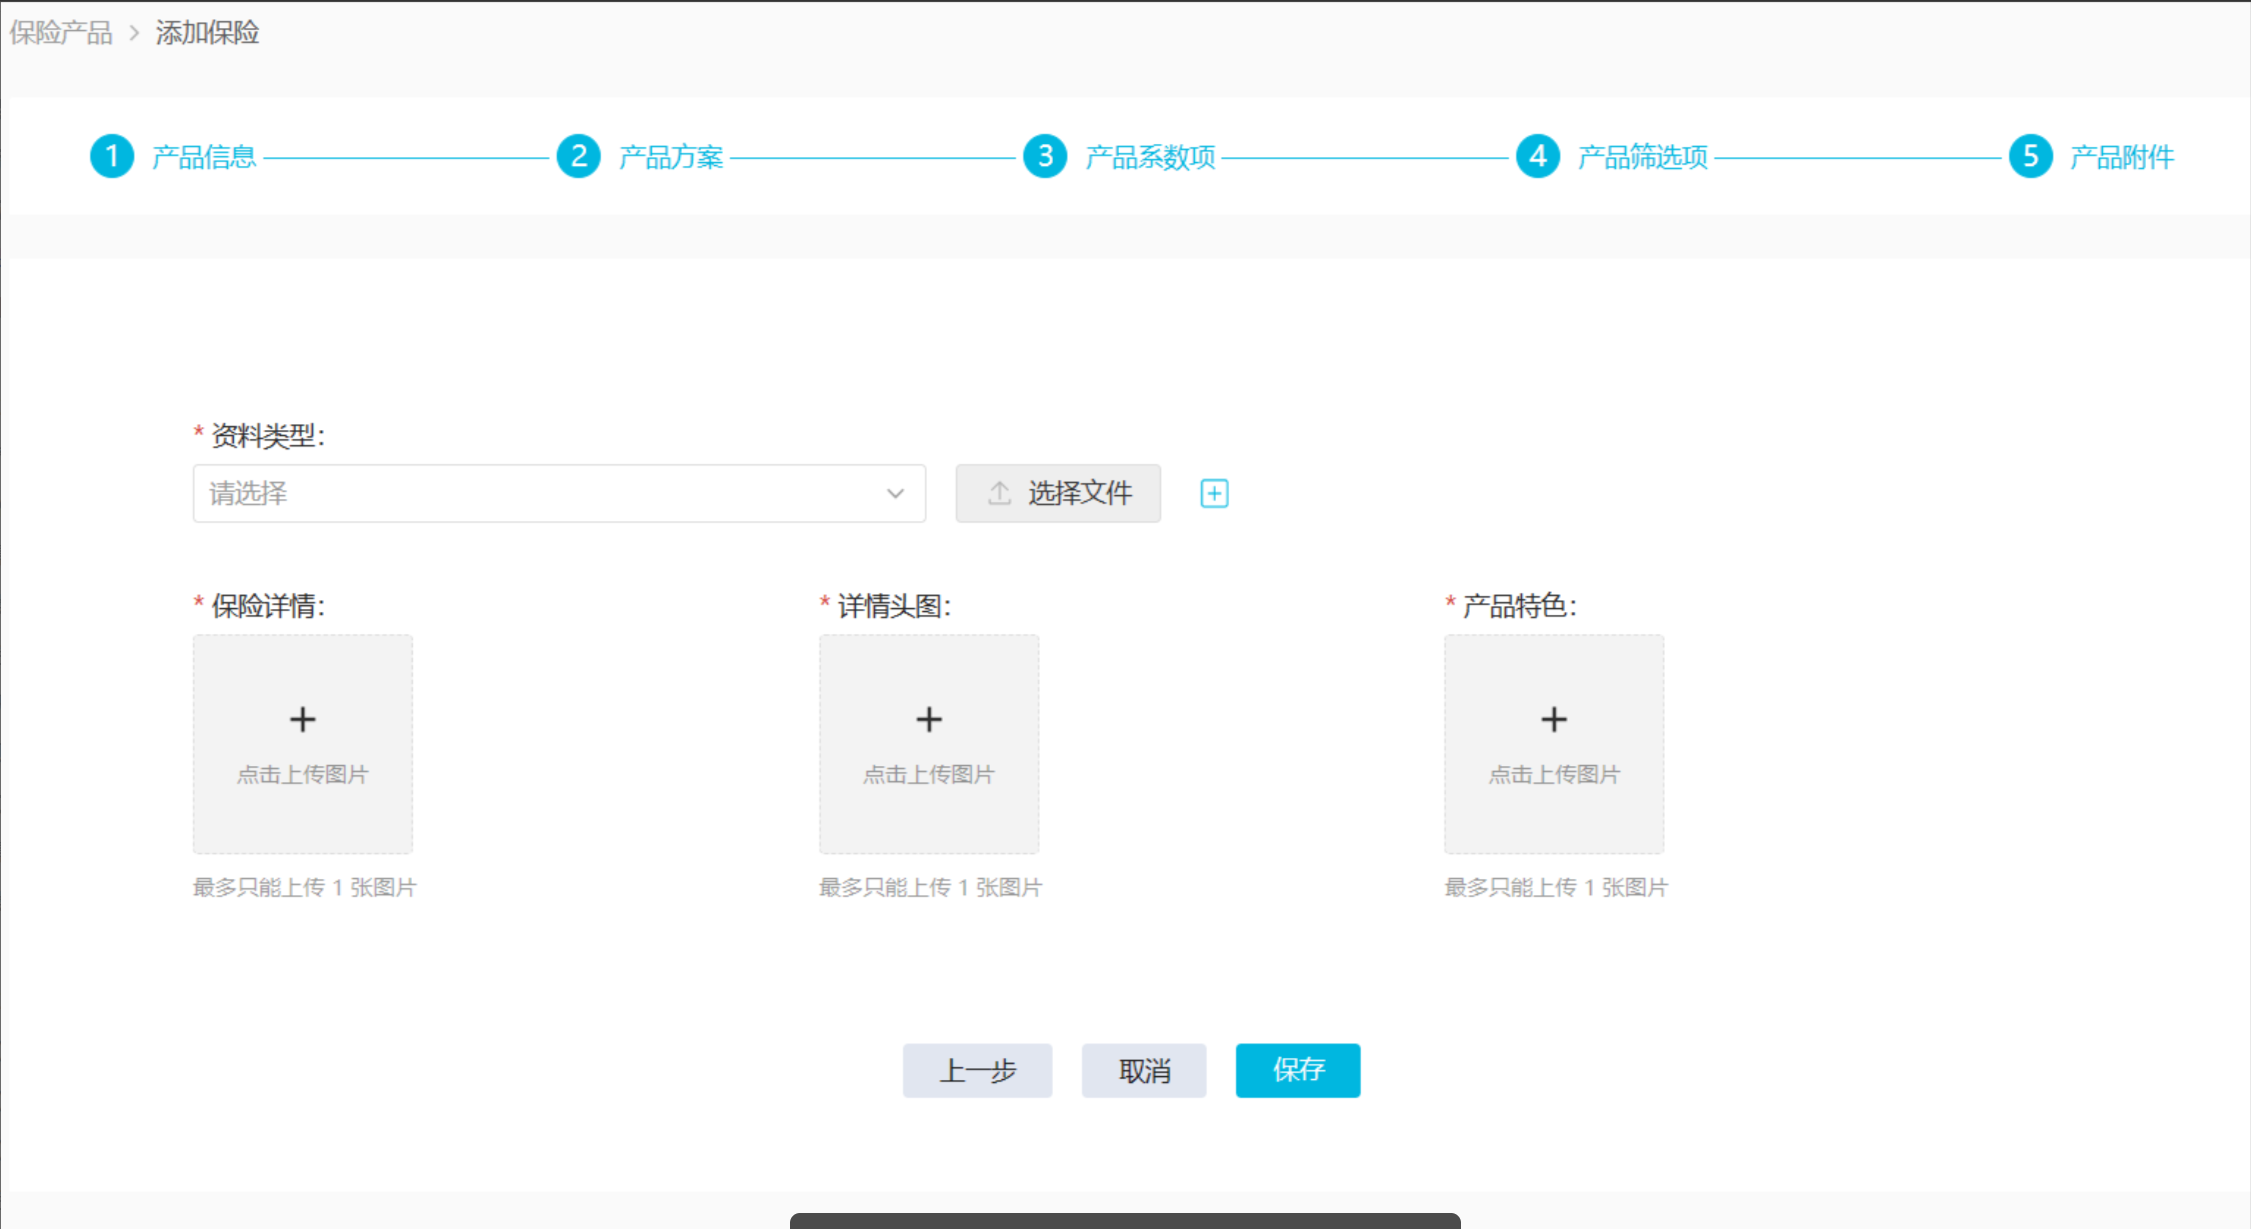 保险产品 > 添加保险
1 产品信息 2 产品方案 3 产品系数项 4 产品筛选项 5 产品附件
* 资料类型:
请选择 选择文件
* 保险详情: * 详情头图: * 产品特色:
点击上传图片 点击上传图片 点击上传图片
最多只能上传 1 张图片 最多只能上传 1 张图片 最多只能上传 1 张图片
上一步 取消 保存